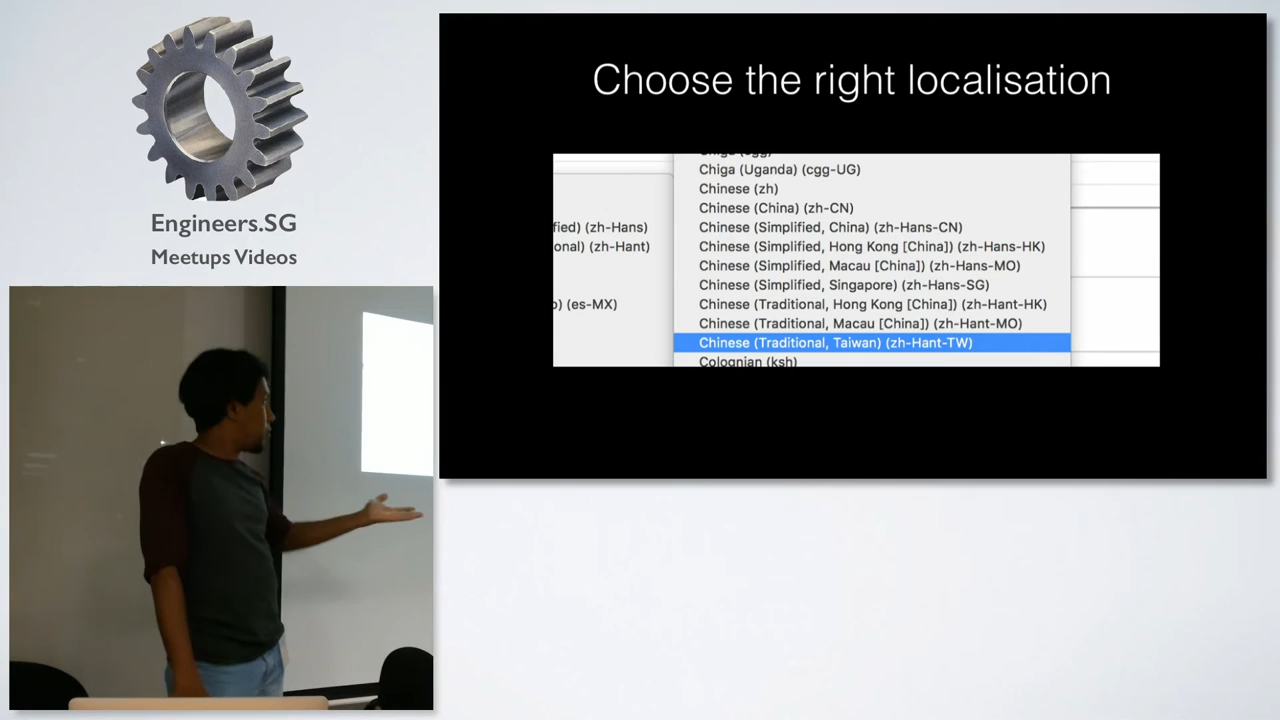 Engineers.SG
Meetups Videos
Choose the right localisation
Chiga (cgg)
Chiga (Uganda) (cgg-UG)
Chinese (zh)
Chinese (China) (zh-CN)
fied) (zh-Hans)
Chinese (Simplified, China) (zh-Hans-CN)
onal) (zh-Hant)
Chinese (Simplified, Hong Kong [China]) (zh-Hans-HK)
Chinese (Simplified, Macau [China]) (zh-Hans-MO)
Chinese (Simplified, Singapore) (zh-Hans-SG)
o) (es-MX)
Chinese (Traditional, Hong Kong [China]) (zh-Hant-HK)
Chinese (Traditional, Macau [China]) (zh-Hant-MO)
Chinese (Traditional, Taiwan) (zh-Hant-TW)
Colognian (ksh)